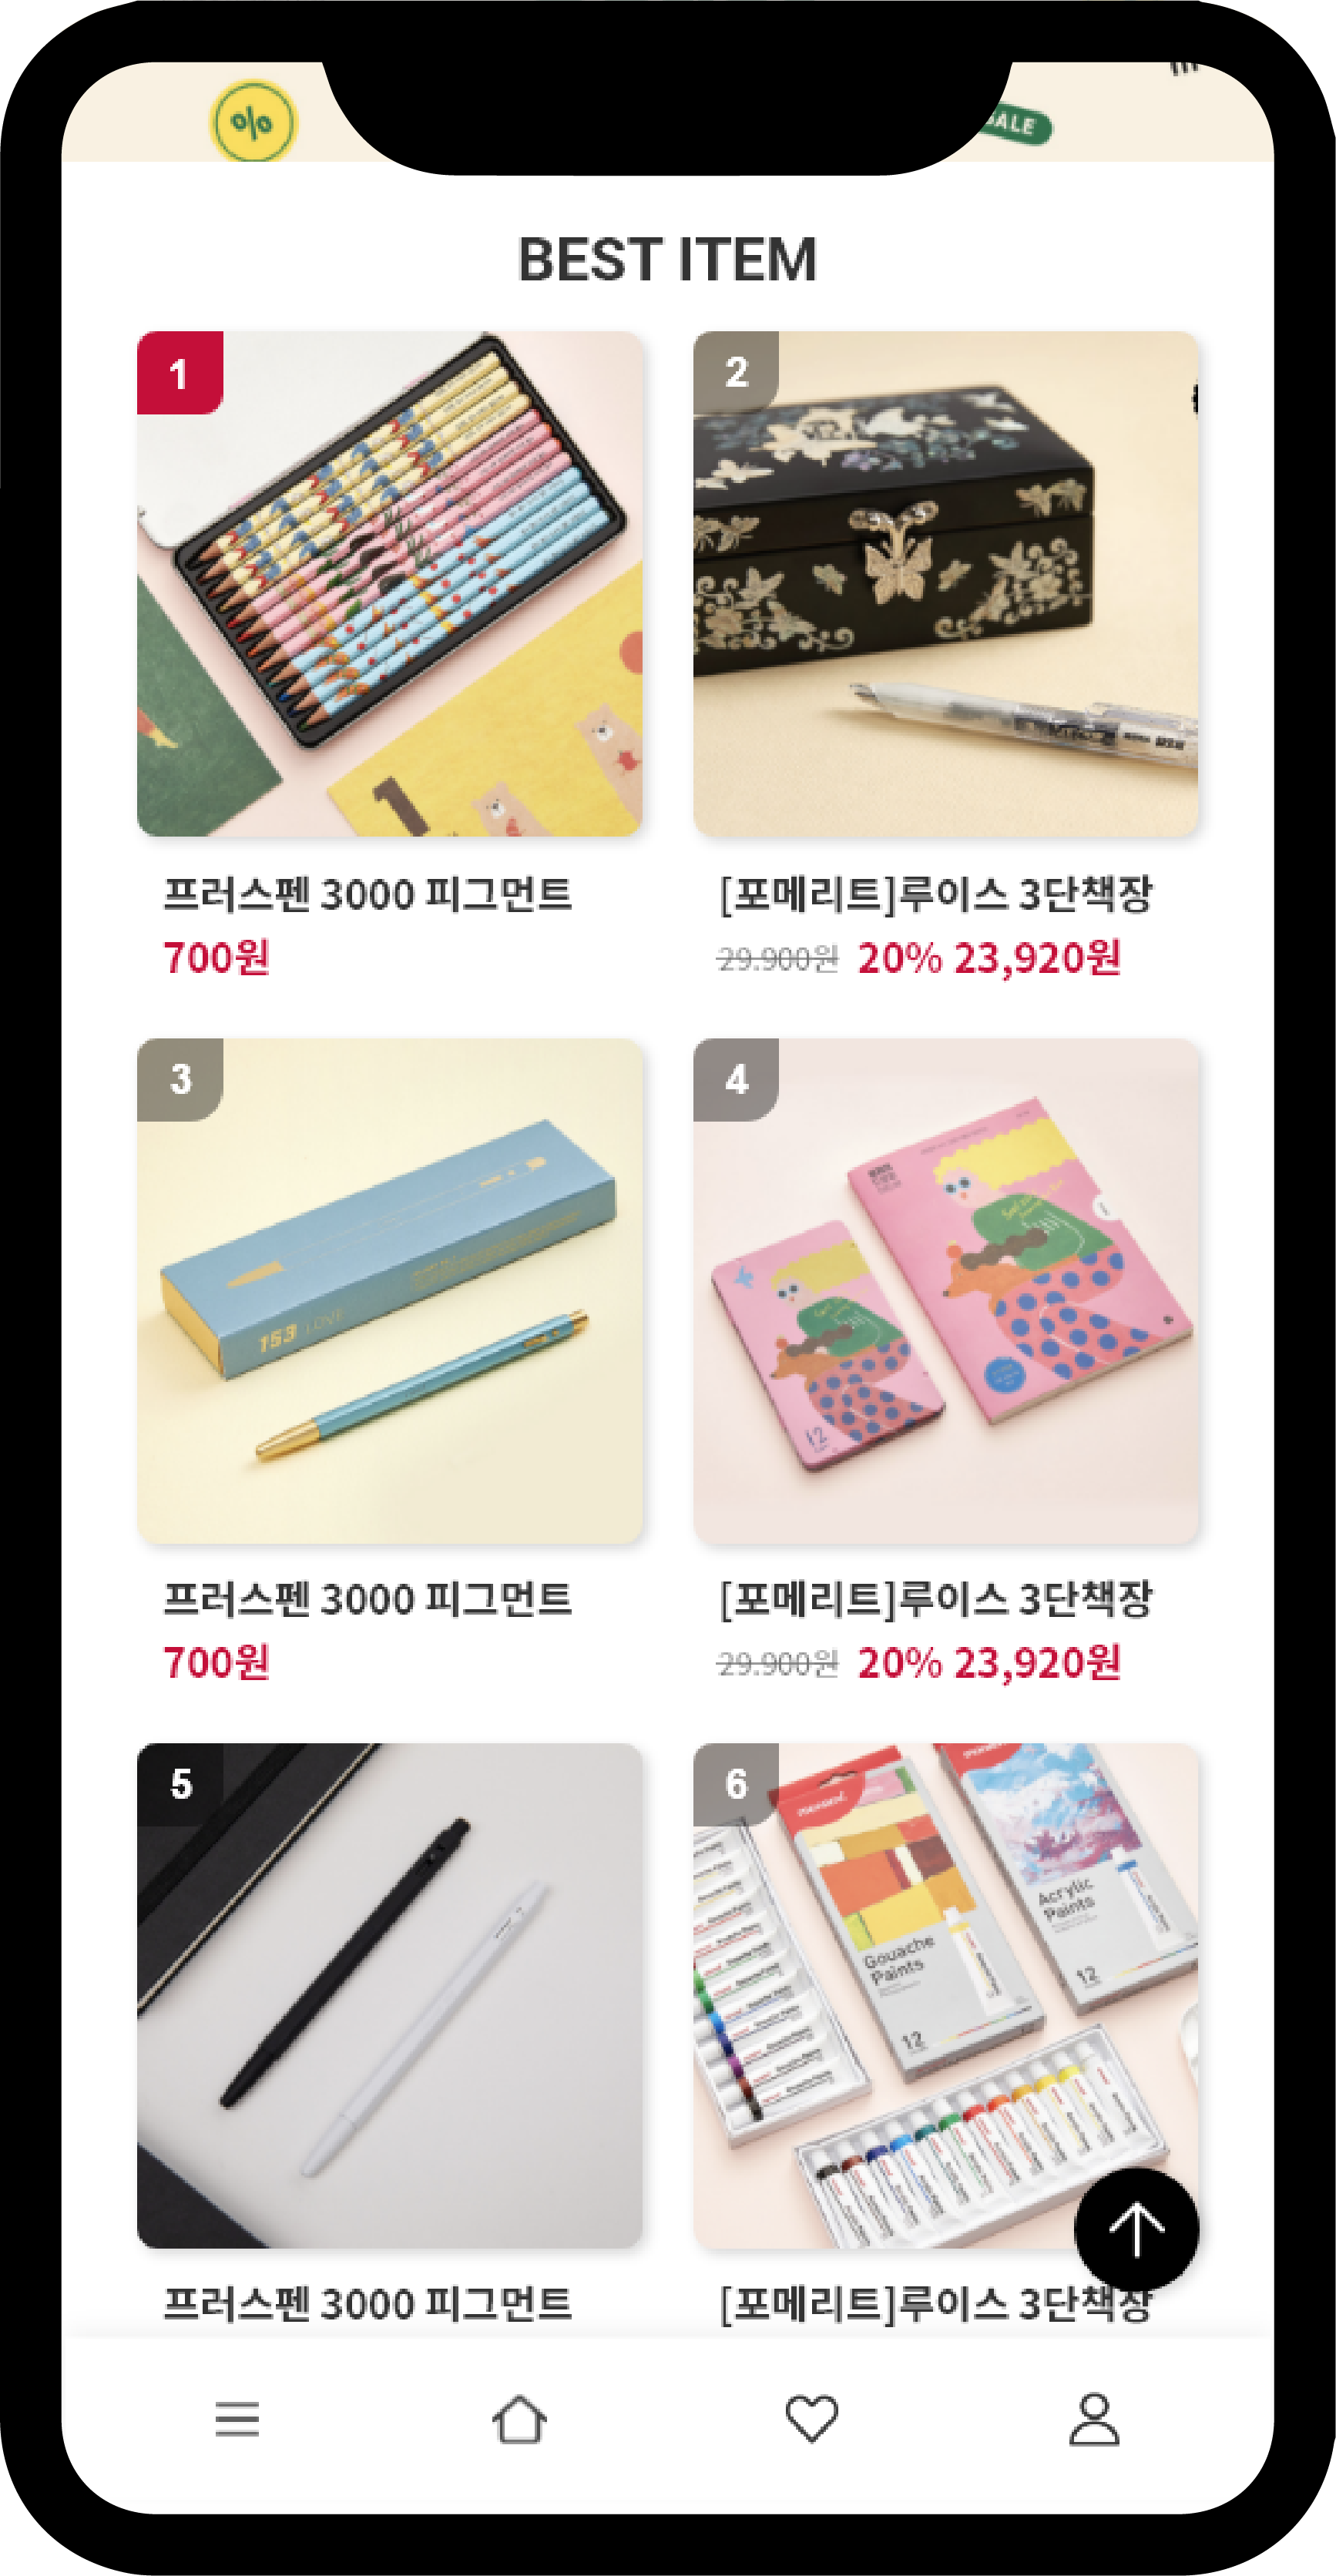 %
BEST ITEM
1
2
1
프러스펜 3000 피그먼트
700원
[포메리트]루이스 3단책장
29.900원 20% 23,920원
3
153 LOVE
4
12
프러스펜 3000 피그먼트
700원
[포메리트]루이스 3단책장
29.900원 20% 23,920원
5
6
Gouache
Paints
12
Acrylic
Paints
12
프러스펜 3000 피그먼트
[포메리트]루이스 3단책장